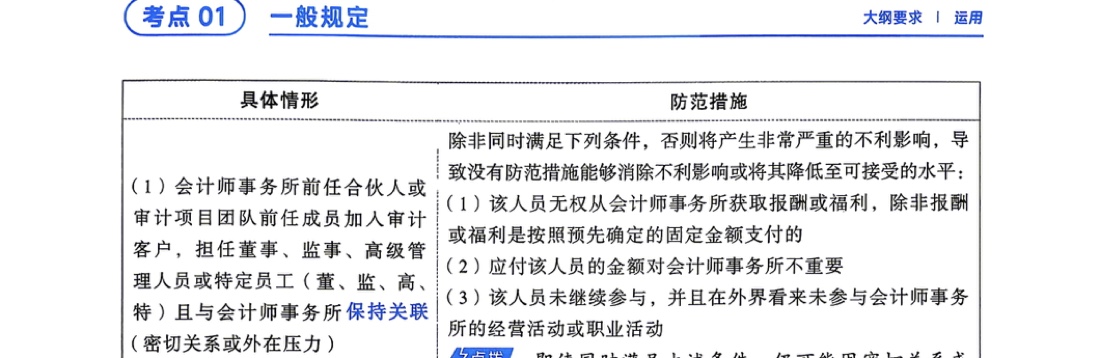 考点 01 一般规定 大纲要求 | 运用
具体情形 防范措施
(1)会计师事务所前任合伙人或
审计项目团队前任成员加入审计
客户，担任董事、监事、高级管
理人员或特定员工(董、监、高、
特)且与会计师事务所保持关联
(密切关系或外在压力)
除非同时满足下列条件，否则将产生非常严重的不利影响，导
致没有防范措施能够消除不利影响或将其降低至可接受的水平：
(1)该人员无权从会计师事务所获取报酬或福利，除非报酬
或福利是按照预先确定的固定金额支付的
(2)应付该人员的金额对会计师事务所不重要
(3)该人员未继续参与，并且在外界看来未参与会计师事务
所的经营活动或职业活动